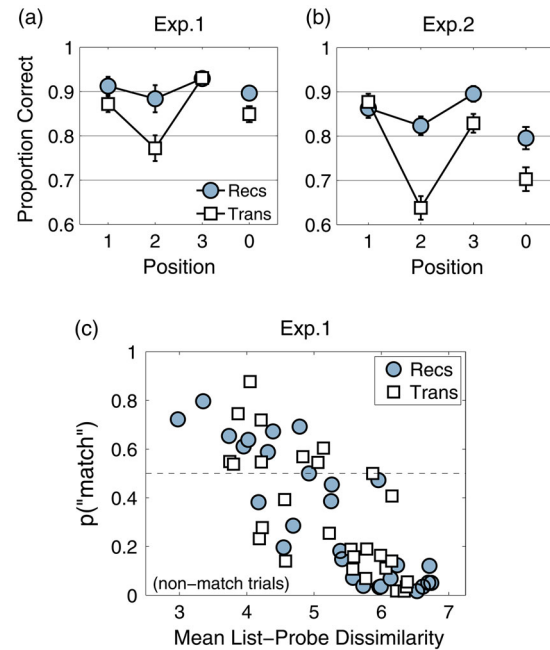 (a)
Exp.1
Proportion Correct
1
0.9
0.8
0.7
0.6
1 2 3 0
Position
Recs
Trans
(b)
Exp.2
1
0.9
0.8
0.7
0.6
1 2 3 0
Position
(c)
Exp.1
p("match")
1
0.8
0.6
0.4
0.2
0
Recs
Trans
(non−match trials)
3 4 5 6 7
Mean List−Probe Dissimilarity